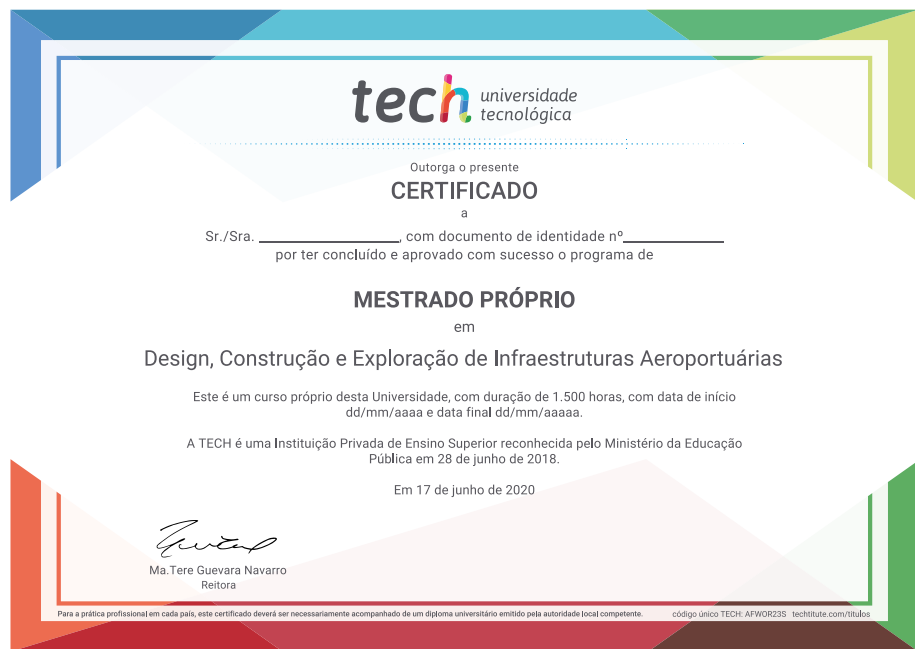 tech universidade
tecnológica
Outorga o presente
CERTIFICADO
a
Sr./Sra. ____________________, com documento de identidade nº______________
por ter concluído e aprovado com sucesso o programa de
MESTRADO PRÓPRIO
em
Design, Construção e Exploração de Infraestruturas Aeroportuárias
Este é um curso próprio desta Universidade, com duração de 1.500 horas, com data de início
dd/mm/aaaa e data final dd/mm/aaaaa.
A TECH é uma Instituição Privada de Ensino Superior reconhecida pelo Ministério da Educação
Pública em 28 de junho de 2018.
Em 17 de junho de 2020
Ma.Tere Guevara Navarro
Reitora
Para a prática profissional em cada país, este certificado deverá ser necessariamente acompanhado de um diploma universitário emitido pela autoridade local competente. código único TECH: AFWOR23S techtitute.com/titulos